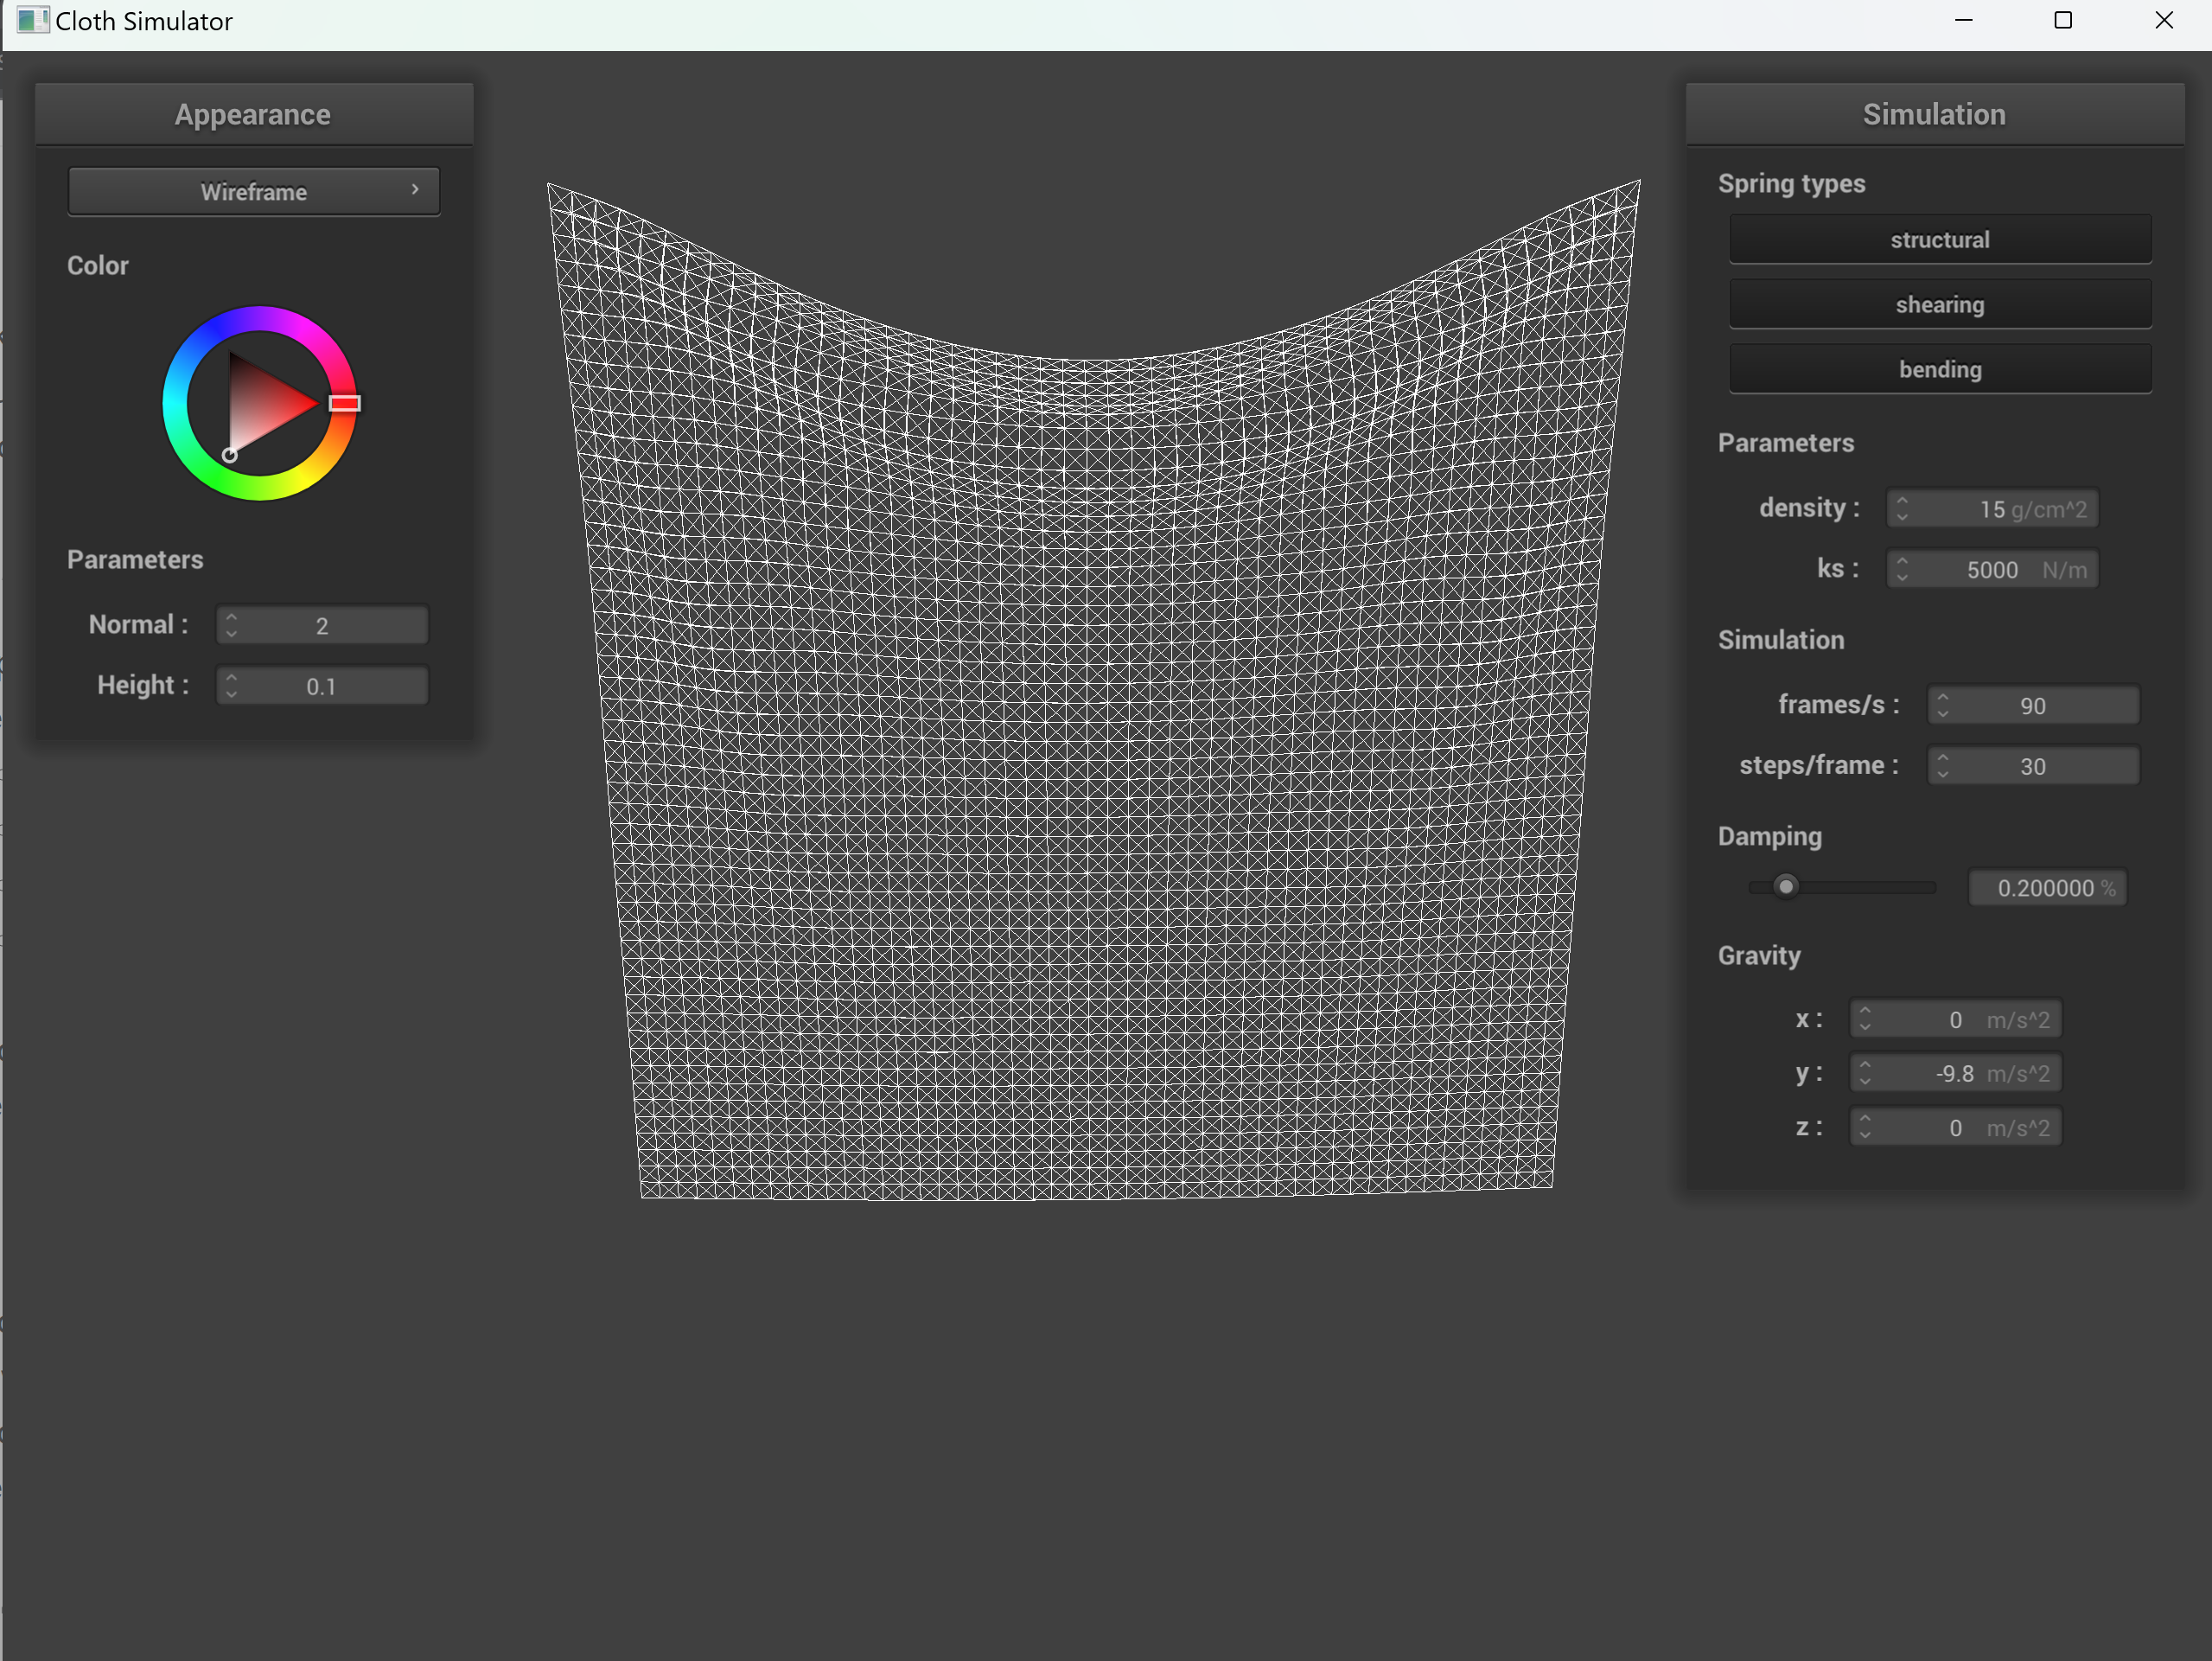 Cloth Simulator
Appearance
Wireframe
Color
Parameters
Normal : 2
Height : 0.1
Simulation
Spring types
structural
shearing
bending
Parameters
density : 15 g/cm^2
ks : 5000 N/m
Simulation
frames/s : 90
steps/frame : 30
Damping
0.200000 %
Gravity
x : 0 m/s^2
y : -9.8 m/s^2
z : 0 m/s^2